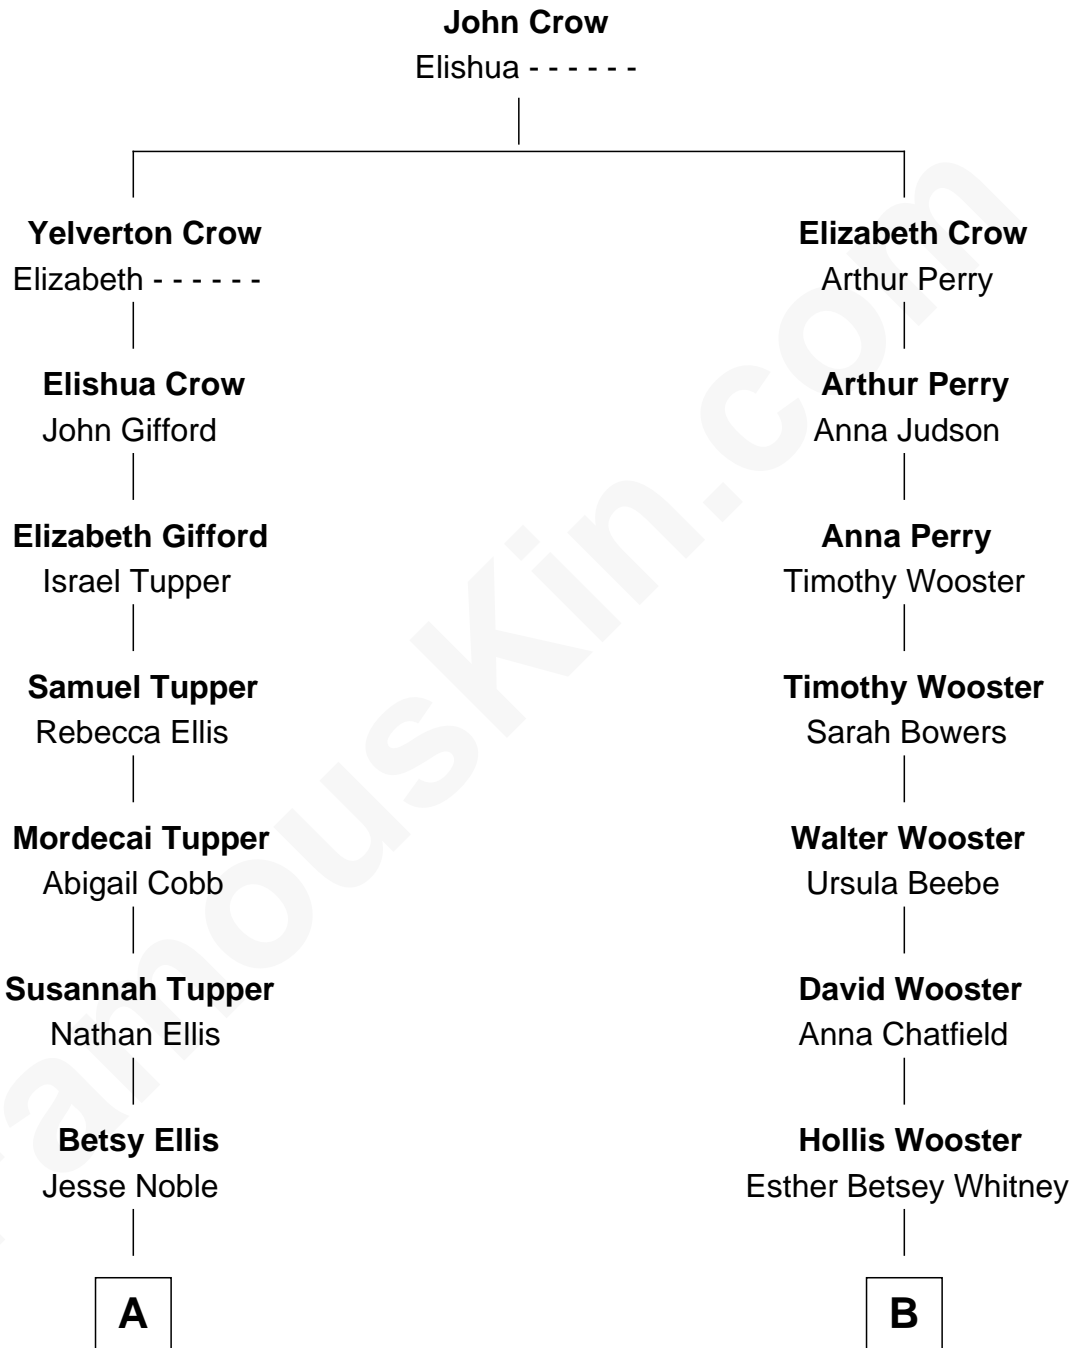 John Crow
Elishua - - - - - -
Yelverton Crow
Elizabeth - - - - - -
Elizabeth Crow
Arthur Perry
Elishua Crow
John Gifford
Arthur Perry
Anna Judson
Elizabeth Gifford
Israel Tupper
Anna Perry
Timothy Wooster
Samuel Tupper
Rebecca Ellis
Timothy Wooster
Sarah Bowers
Mordecai Tupper
Abigail Cobb
Walter Wooster
Ursula Beebe
Susannah Tupper
Nathan Ellis
David Wooster
Anna Chatfield
Betsy Ellis
Jesse Noble
Hollis Wooster
Esther Betsey Whitney
A
B
FamousKin.com